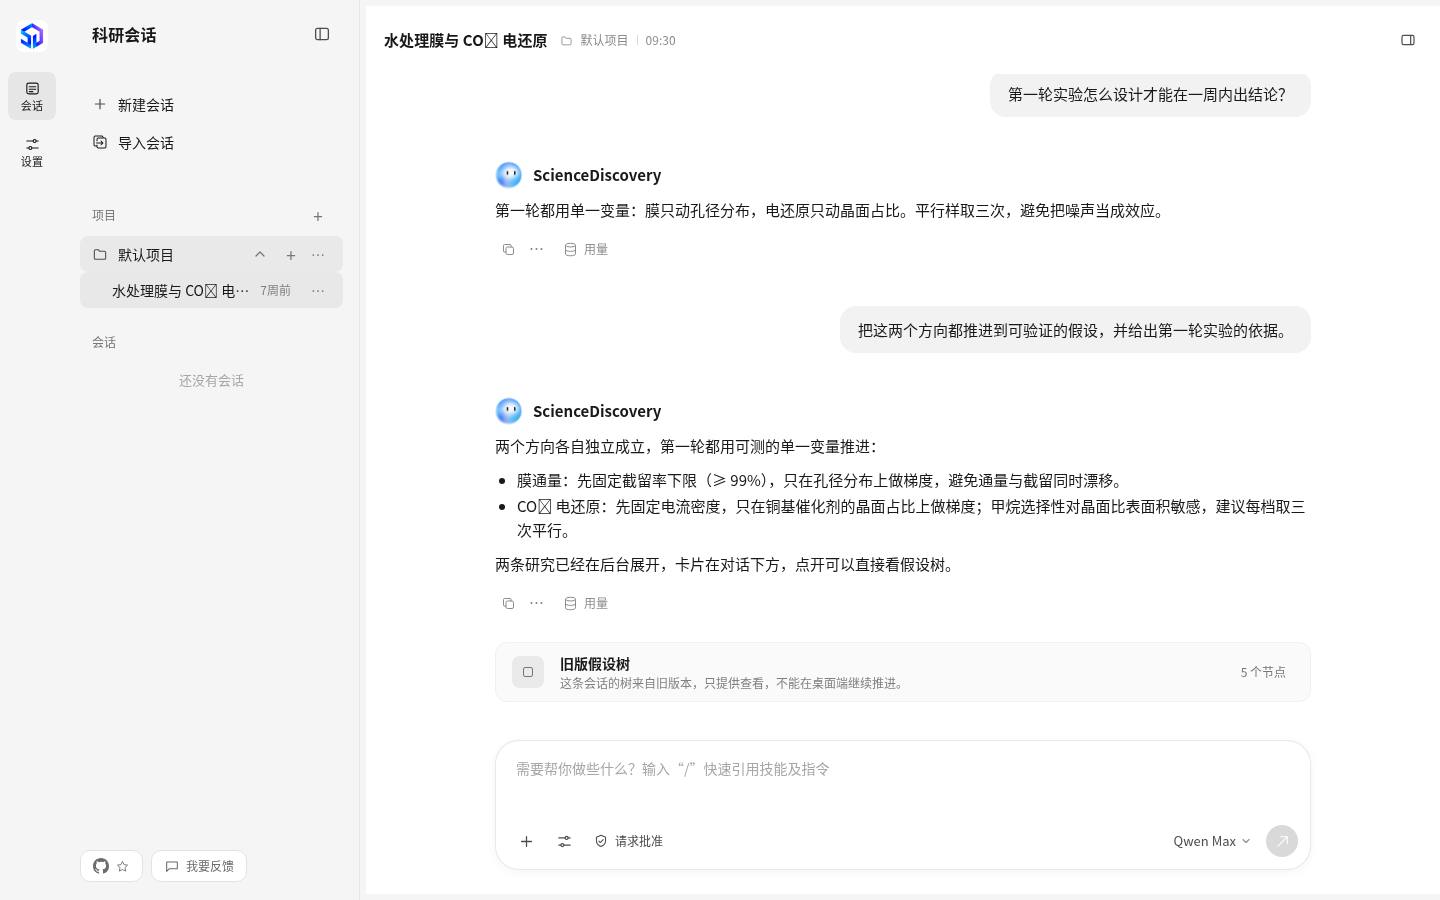 科研会话
会话
设置
新建会话
导入会话
项目
默认项目
水处理膜与 CO 电··· 7周前
会话
还没有会话
我要反馈
水处理膜与 CO 电还原 默认项目 09:30
第一轮实验怎么设计才能在一周内出结论？
ScienceDiscovery
第一轮都用单一变量：膜只动孔径分布，电还原只动晶面占比。平行样取三次，避免把噪声当成效应。
用量
把这两个方向都推进到可验证的假设，并给出第一轮实验的依据。
ScienceDiscovery
两个方向各自独立成立，第一轮都用可测的单一变量推进：
膜通量：先固定截留率下限（≥ 99%），只在孔径分布上做梯度，避免通量与截留同时漂移。
CO 电还原：先固定电流密度，只在铜基催化剂的晶面占比上做梯度；甲烷选择性对晶面比表面积敏感，建议每档取三
次平行。
两条研究已经在后台展开，卡片在对话下方，点开可以直接看假设树。
用量
旧版假设树
这条会话的树来自旧版本，只提供查看，不能在桌面端继续推进。
5 个节点
需要帮你做些什么？输入“/”快速引用技能及指令
请求批准
Qwen Max